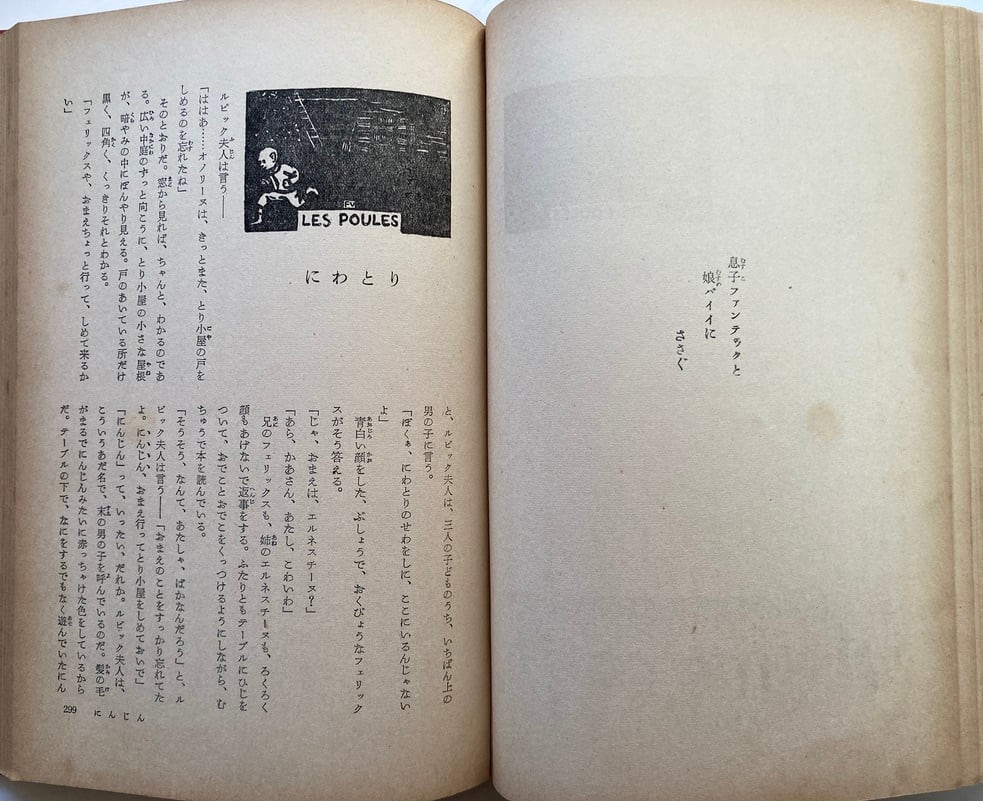 息子ファンテックと
娘バイイに
ささぐ
FV
LES POULES
にわとり
ルピック夫人は言う――
「ははあ……オノリーヌは、きっとまた、とり小屋の戸を
しめるのを忘れたね」
そのとおりだ。窓から見れば、ちゃんと、わかるのであ
る。広い中庭のずっと向こうに、とり小屋の小さな屋根
が、暗やみの中にぼんやり見える。戸のあいている所だけ
黒く、四角く、くっきりそれとわかる。
「フェリックスや、おまえちょっと行って、しめて来るか
い」
と、ルピック夫人は、三人の子どものうち、いちばん上の
男の子に言う。
「ぼくぁ、にわとりのせわをしに、ここにいるんじゃない
よ」
青白い顔をした、ぶしょうで、おくびょうなフェリック
スがそう答える。
「じゃ、おまえは、エルネスチーヌ?」
「あら、かあさん、あたし、こわいわ」
兄のフェリックスも、姉のエルネスチーヌも、ろくろく
顔もあげないで返事をする。ふたりともテーブルにひじを
ついて、おでことおでこをくっつけるようにしながら、む
ちゅうで本を読んでいる。
「そうそう、なんて、あたしゃ、ばかなんだろう」と、ル
ピック夫人は言う――「おまえのことをすっかり忘れてた
よ。にんじん、おまえ行ってとり小屋をしめておいで」
「にんじん」って、いったい、だれか。ルピック夫人は、
こういうあだ名で、末の男の子を呼んでいるのだ。髪の毛
がまるでにんじんみたいに赤っちゃけた色をしているから
だ。テーブルの下で、なにをするでもなく遊んでいたにん
にんじん
299